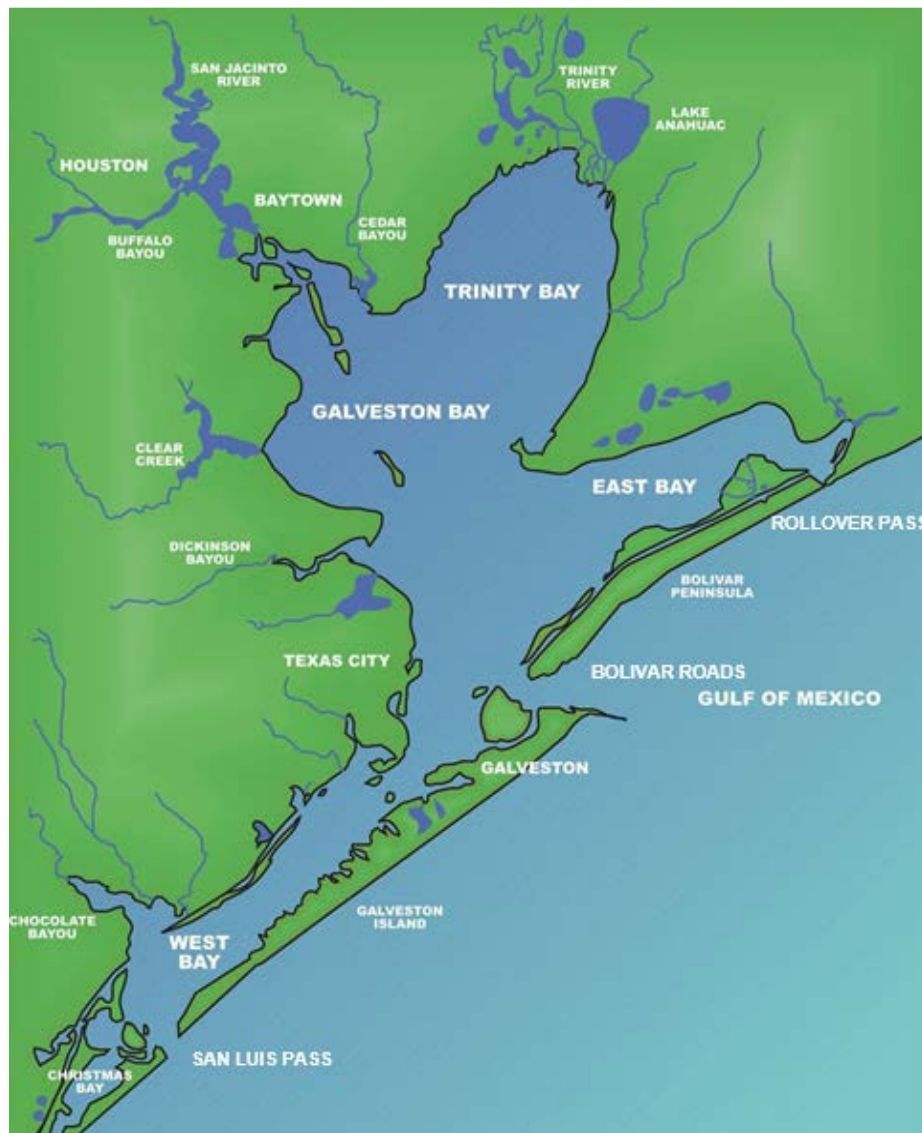 SAN JACINTO
RIVER
TRINITY
RIVER
LAKE
ANAHUAC
HOUSTON
BAYTOWN
CEDAR
BAYOU
BUFFALO
BAYOU
TRINITY BAY
GALVESTON BAY
CLEAR
CREEK
EAST BAY
ROLLOVER PASS
DICKINSON
BAYOU
BOLIVAR
PENINSULA
TEXAS CITY
BOLIVAR ROADS
GULF OF MEXICO
GALVESTON
GALVESTON
ISLAND
CHOCOLATE
BAYOU
WEST
BAY
SAN LUIS PASS
CHRISTMAS
BAY